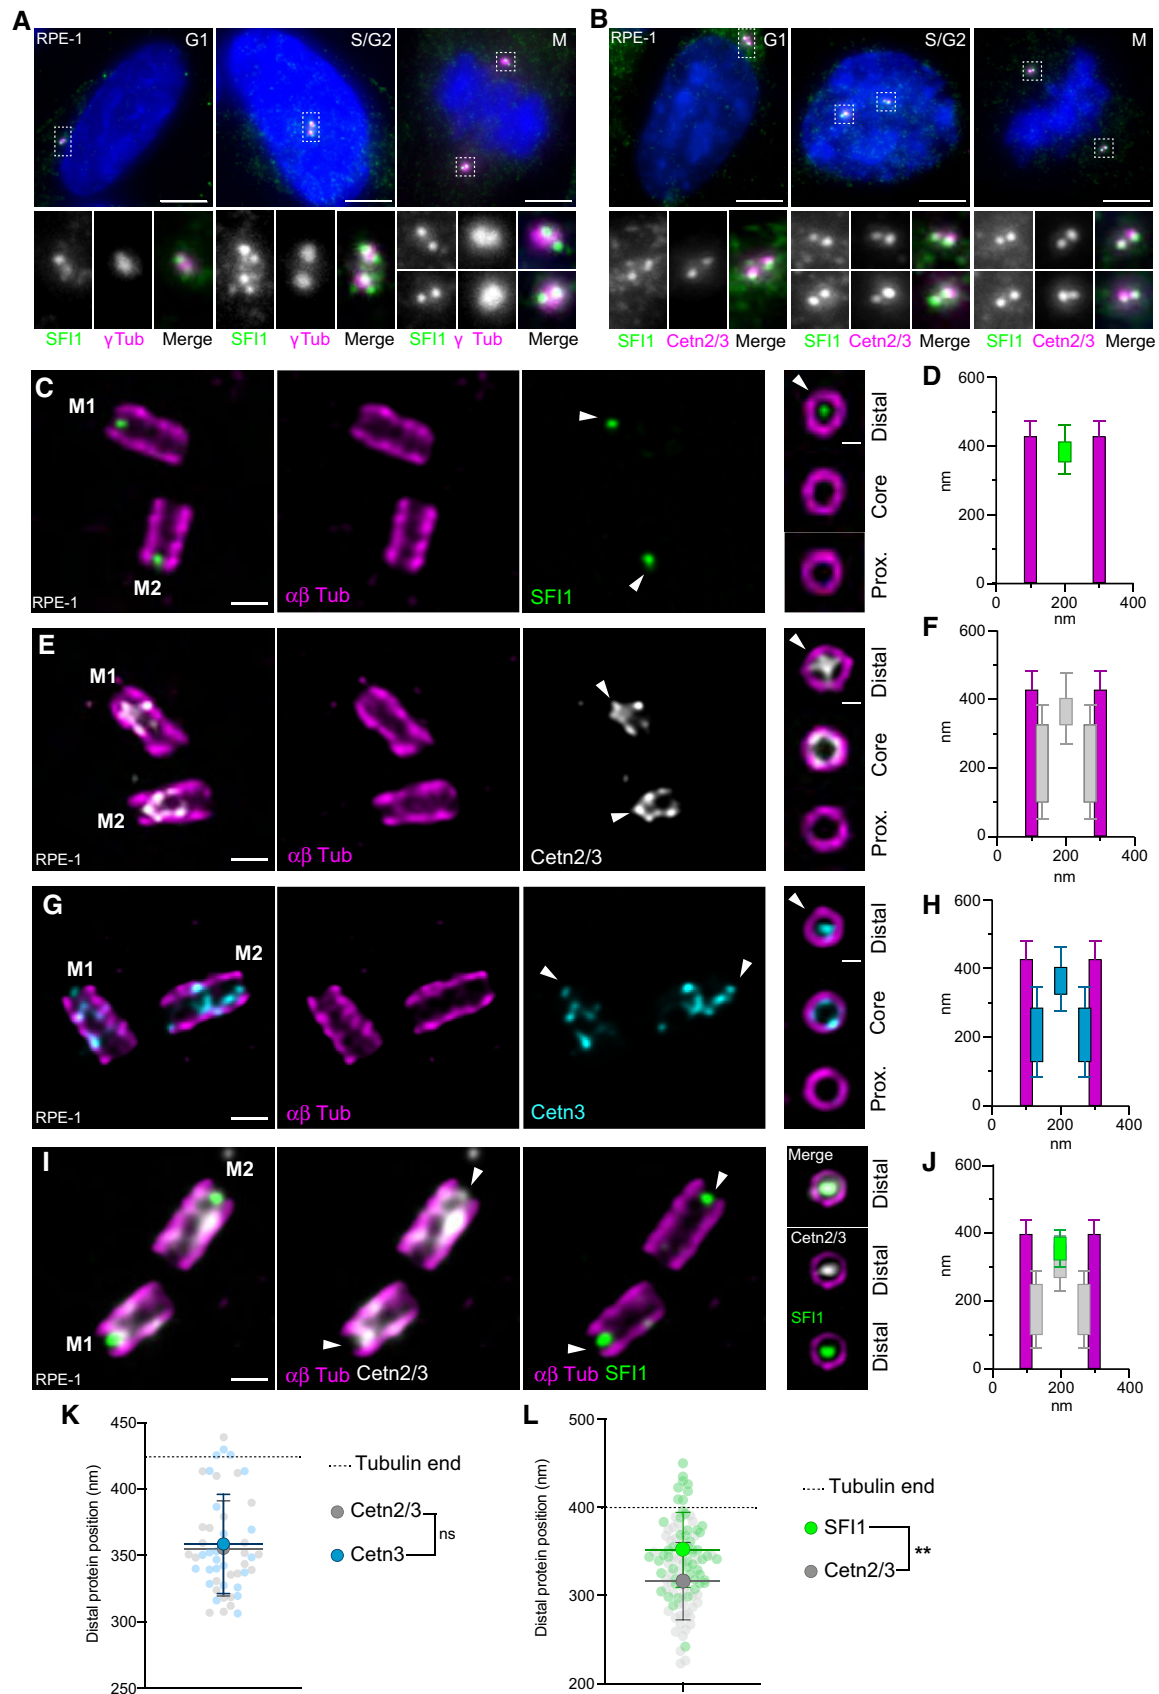 A
RPE-1
G1
S/G2
M
SFI1
γTub
Merge
SFI1
γTub
Merge
SFI1
γ Tub
Merge
B
RPE-1
G1
S/G2
M
SFI1
Cetn2/3
Merge
SFI1
Cetn2/3
Merge
SFI1
Cetn2/3
Merge
C
M1
M2
RPE-1
αβ Tub
SFI1
Distal
Core
Prox.
D
600
400
200
0
nm
0
200
400
nm
E
M1
M2
RPE-1
αβ Tub
Cetn2/3
Distal
Core
Prox.
F
600
400
200
0
nm
0
200
400
nm
G
M1
M2
RPE-1
αβ Tub
Cetn3
Distal
Core
Prox.
H
600
400
200
0
nm
0
200
400
nm
I
M2
M1
RPE-1
αβ Tub Cetn2/3
αβ Tub SFI1
Merge
Distal
Cetn2/3
Distal
SFI1
Distal
J
600
400
200
0
nm
0
200
400
nm
K
450
400
350
300
250
Distal protein position (nm)
Tubulin end
Cetn2/3
ns
Cetn3
L
500
400
300
200
Distal protein position (nm)
Tubulin end
SFI1
**
Cetn2/3